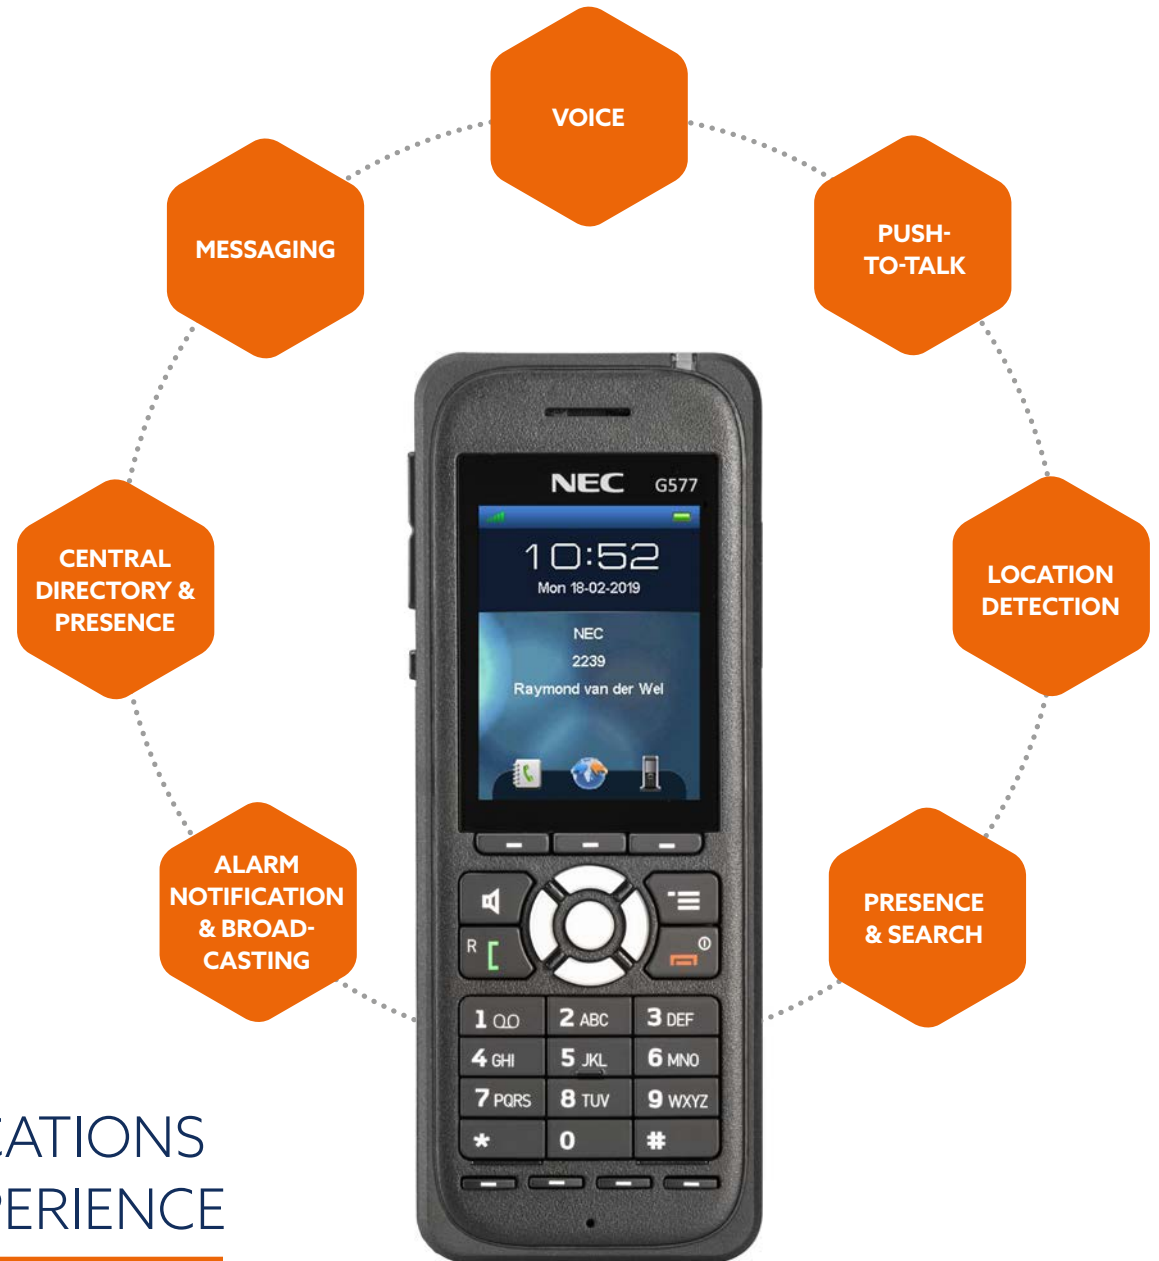 VOICE
MESSAGING
PUSH-
TO-TALK
CENTRAL
DIRECTORY &
PRESENCE
LOCATION
DETECTION
ALARM
NOTIFICATION
& BROAD-
CASTING
PRESENCE
& SEARCH
NEC G577
10:52
Mon 18-02-2019
NEC
2239
Raymond van der Wel
R
1
2 ABC
3 DEF
4 GHI
5 JKL
6 MNO
7 PQRS
8 TUV
9 WXYZ
*
0
#
CATIONS
PERIENCE